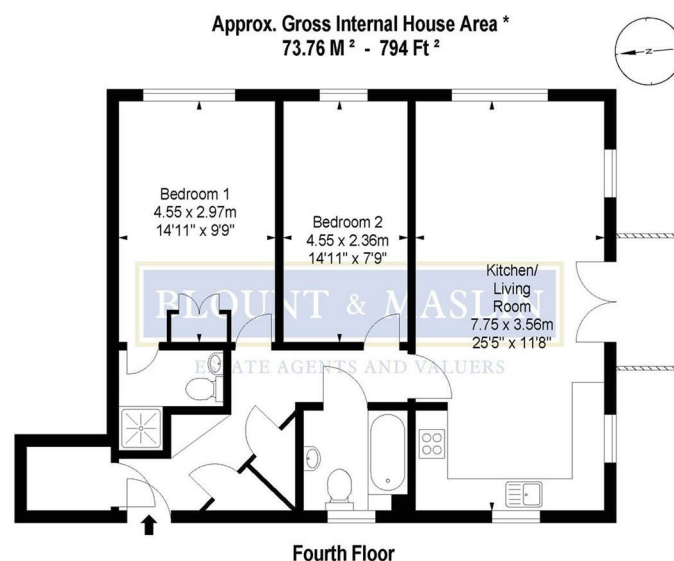 Approx. Gross Internal House Area *
73.76 M ² - 794 Ft ²
N
Bedroom 1
4.55 x 2.97m
14'11" x 9'9"
Bedroom 2
4.55 x 2.36m
14'11" x 7'9"
Kitchen/
Living
Room
7.75 x 3.56m
25'5" x 11'8"
BLOUNT & MASLIN
ESTATE AGENTS AND VALUERS
Fourth Floor